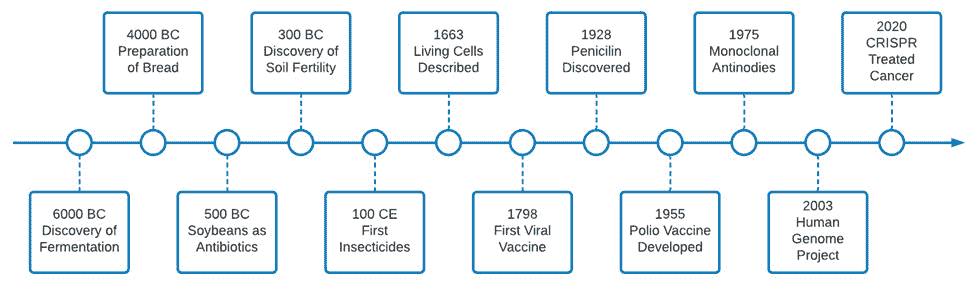 4000 BC
Preparation
of Bread
300 BC
Discovery of
Soil Fertility
1663
Living Cells
Described
1928
Penicilin
Discovered
1975
Monoclonal
Antinodies
2020
CRISPR
Treated
Cancer
6000 BC
Discovery of
Fermentation
500 BC
Soybeans as
Antibiotics
100 CE
First
Insecticides
1798
First Viral
Vaccine
1955
Polio Vaccine
Developed
2003
Human
Genome
Project